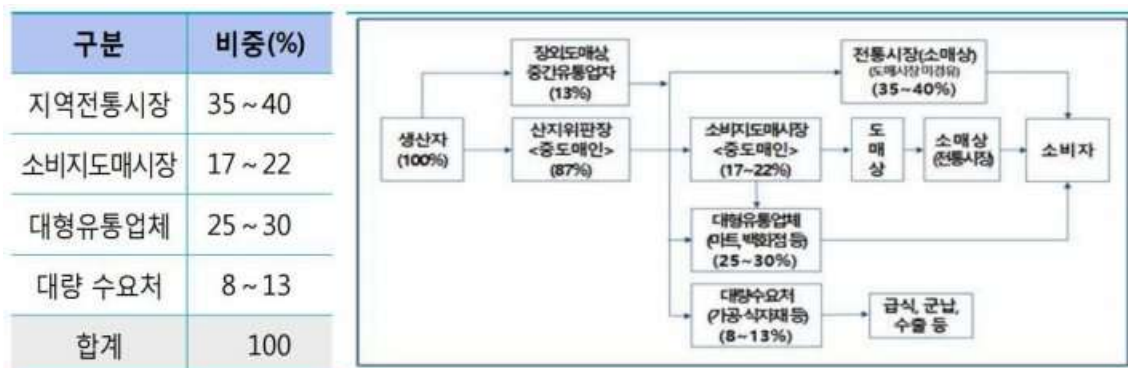 구분 비중(%)
지역전통시장 35~40
소비지도매시장 17~22
대형유통업체 25~30
대량 수요처 8~13
합계 100
생산자
(100%)
장외도매상,
중간유통업자
(13%)
산지위판장
<중도매인>
(87%)
전통시장(소매상)
(도매시장 미경유)
(35~40%)
소비지도매시장
<중도매인>
(17~22%)
도
매
상
소매상
(전통시장)
소비자
대형유통업체
(마트,백화점 등)
(25~30%)
대량수요처
(가공·식자재 등)
(8~13%)
급식, 군납,
수출 등